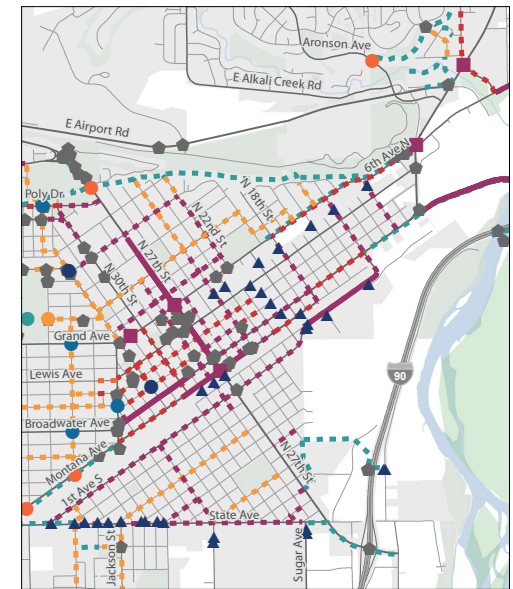 Aronson Ave
E Alkali Creek Rd
E Airport Rd
6th Ave N
Poly Dr
N 18th St
N 22nd St
N 27th St
N 30th St
Grand Ave
Lewis Ave
90
Broadwater Ave
Montana Ave
N 27th St
1st Ave S
State Ave
Jackson St
Sugar Ave